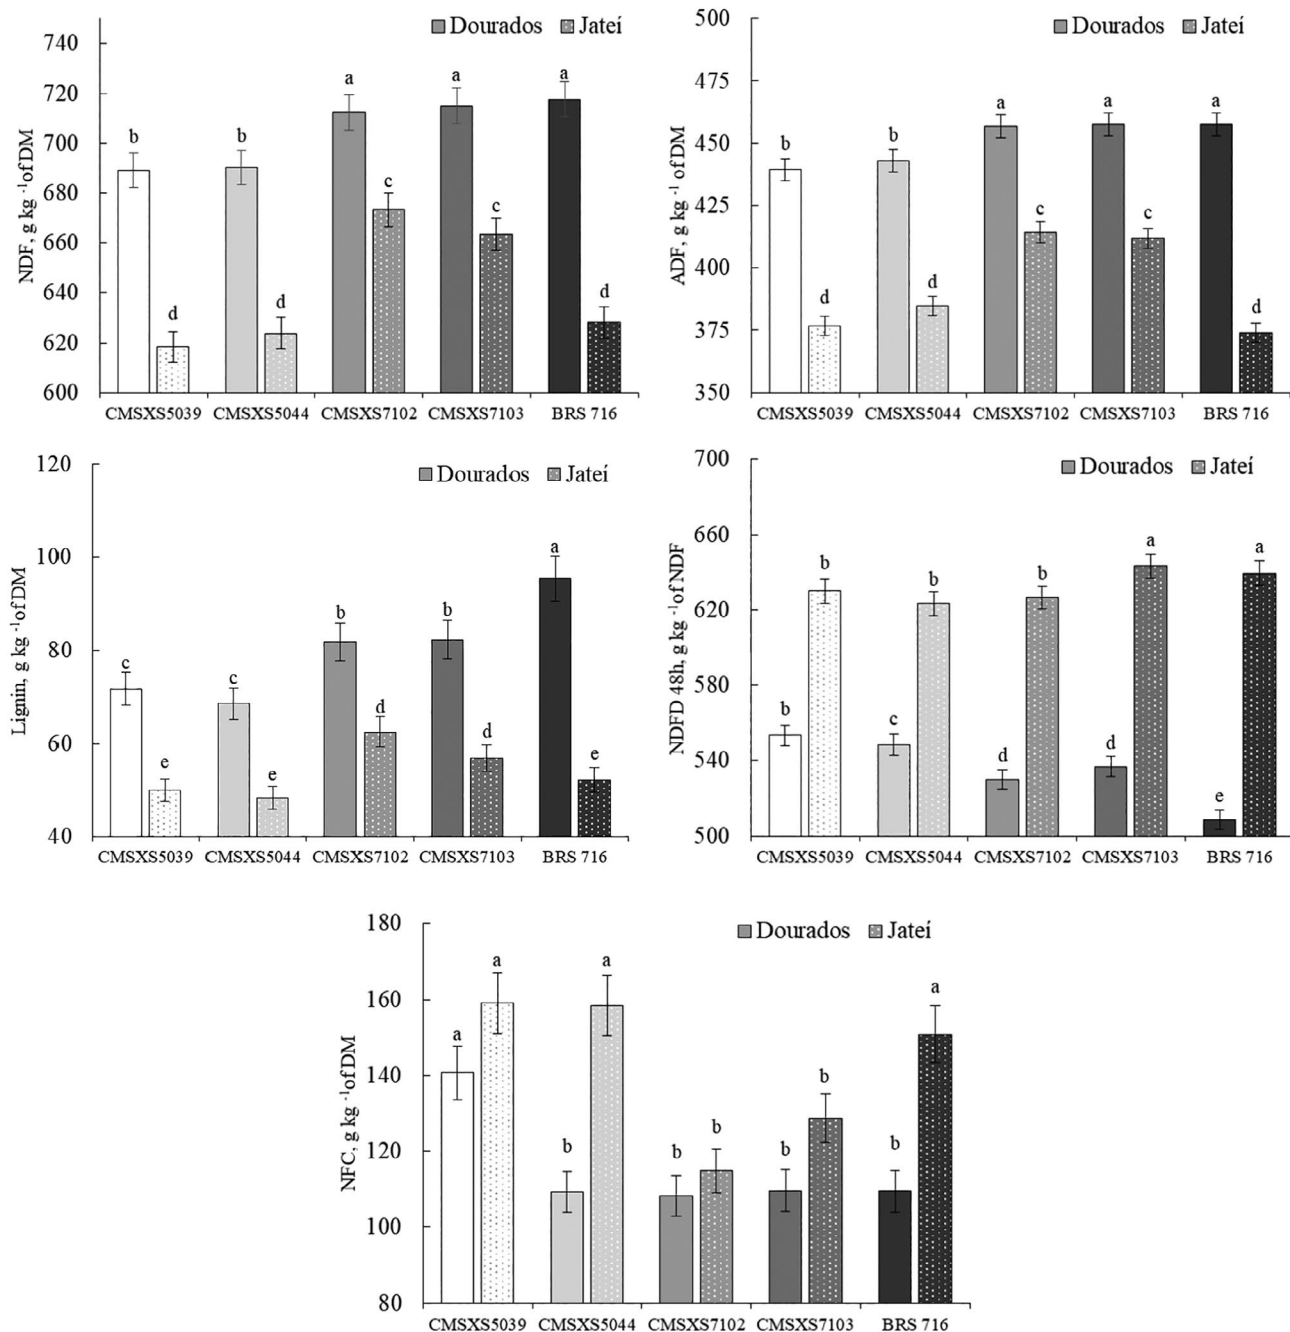 740
720
700
680
660
640
620
600
NDF, g kg -1 of DM
Dourados Jateí
b d b d a c a c a d
CMSXS5039 CMSXS5044 CMSXS7102 CMSXS7103 BRS 716
500
475
450
425
400
375
350
ADF, g kg -1 of DM
Dourados Jateí
b d b d a c a c a d
CMSXS5039 CMSXS5044 CMSXS7102 CMSXS7103 BRS 716
120
100
80
60
40
Lignin, g kg -1 of DM
Dourados Jateí
c e c e b d b d a e
CMSXS5039 CMSXS5044 CMSXS7102 CMSXS7103 BRS 716
700
660
620
580
540
500
NDFD 48h, g kg -1 of NDF
Dourados Jateí
b b c b d b d a e a
CMSXS5039 CMSXS5044 CMSXS7102 CMSXS7103 BRS 716
180
160
140
120
100
80
NFC, g kg -1 of DM
Dourados Jateí
a a b a b b b b b a
CMSXS5039 CMSXS5044 CMSXS7102 CMSXS7103 BRS 716